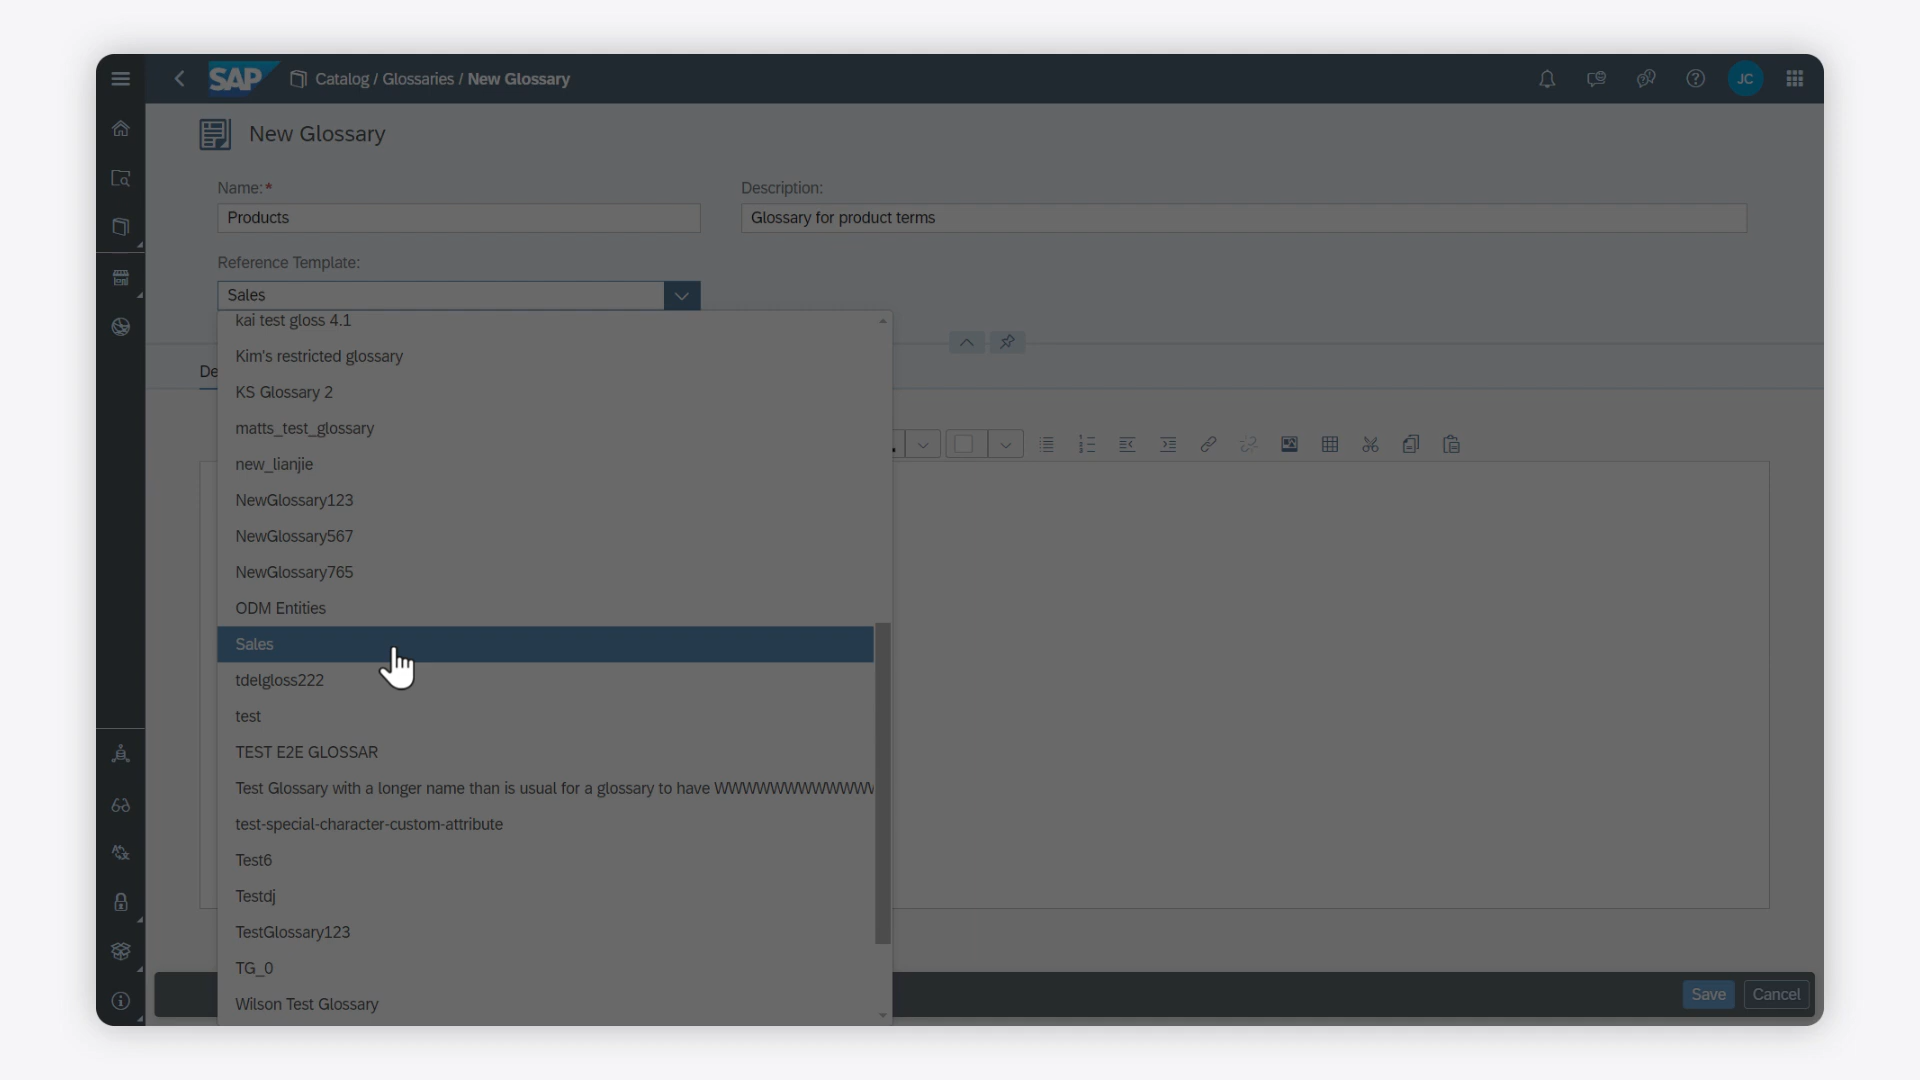 SAP Catalog / Glossaries / New Glossary JC
New Glossary
Name:* Description:
Products Glossary for product terms
Reference Template:
Sales
kai test gloss 4.1
Kim's restricted glossary
De
KS Glossary 2
matts_test_glossary
new_lianjie
NewGlossary123
NewGlossary567
NewGlossary765
ODM Entities
Sales
tdelgloss222
test
TEST E2E GLOSSAR
Test Glossary with a longer name than is usual for a glossary to have
test-special-character-custom-attribute
Test6
Testdj
TestGlossary123
TG_0
Wilson Test Glossary
Save Cancel